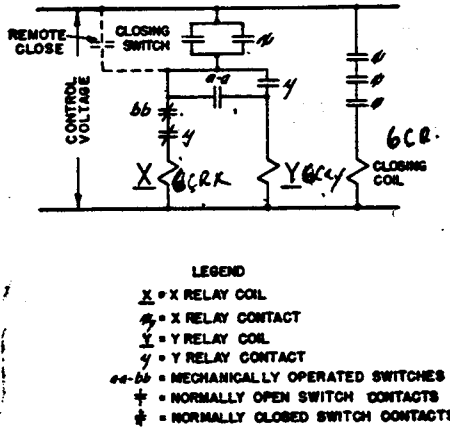 REMOTE CLOSE
CLOSING SWITCH
x
a-a
y
bb
y
CONTROL VOLTAGE
X 6CRX
Y 6CRy
x
x
x
6CR.
CLOSING COIL
LEGEND
X = X RELAY COIL
x = X RELAY CONTACT
Y = Y RELAY COIL
y = Y RELAY CONTACT
aa-bb = MECHANICALLY OPERATED SWITCHES
= NORMALLY OPEN SWITCH CONTACTS
= NORMALLY CLOSED SWITCH CONTACTS